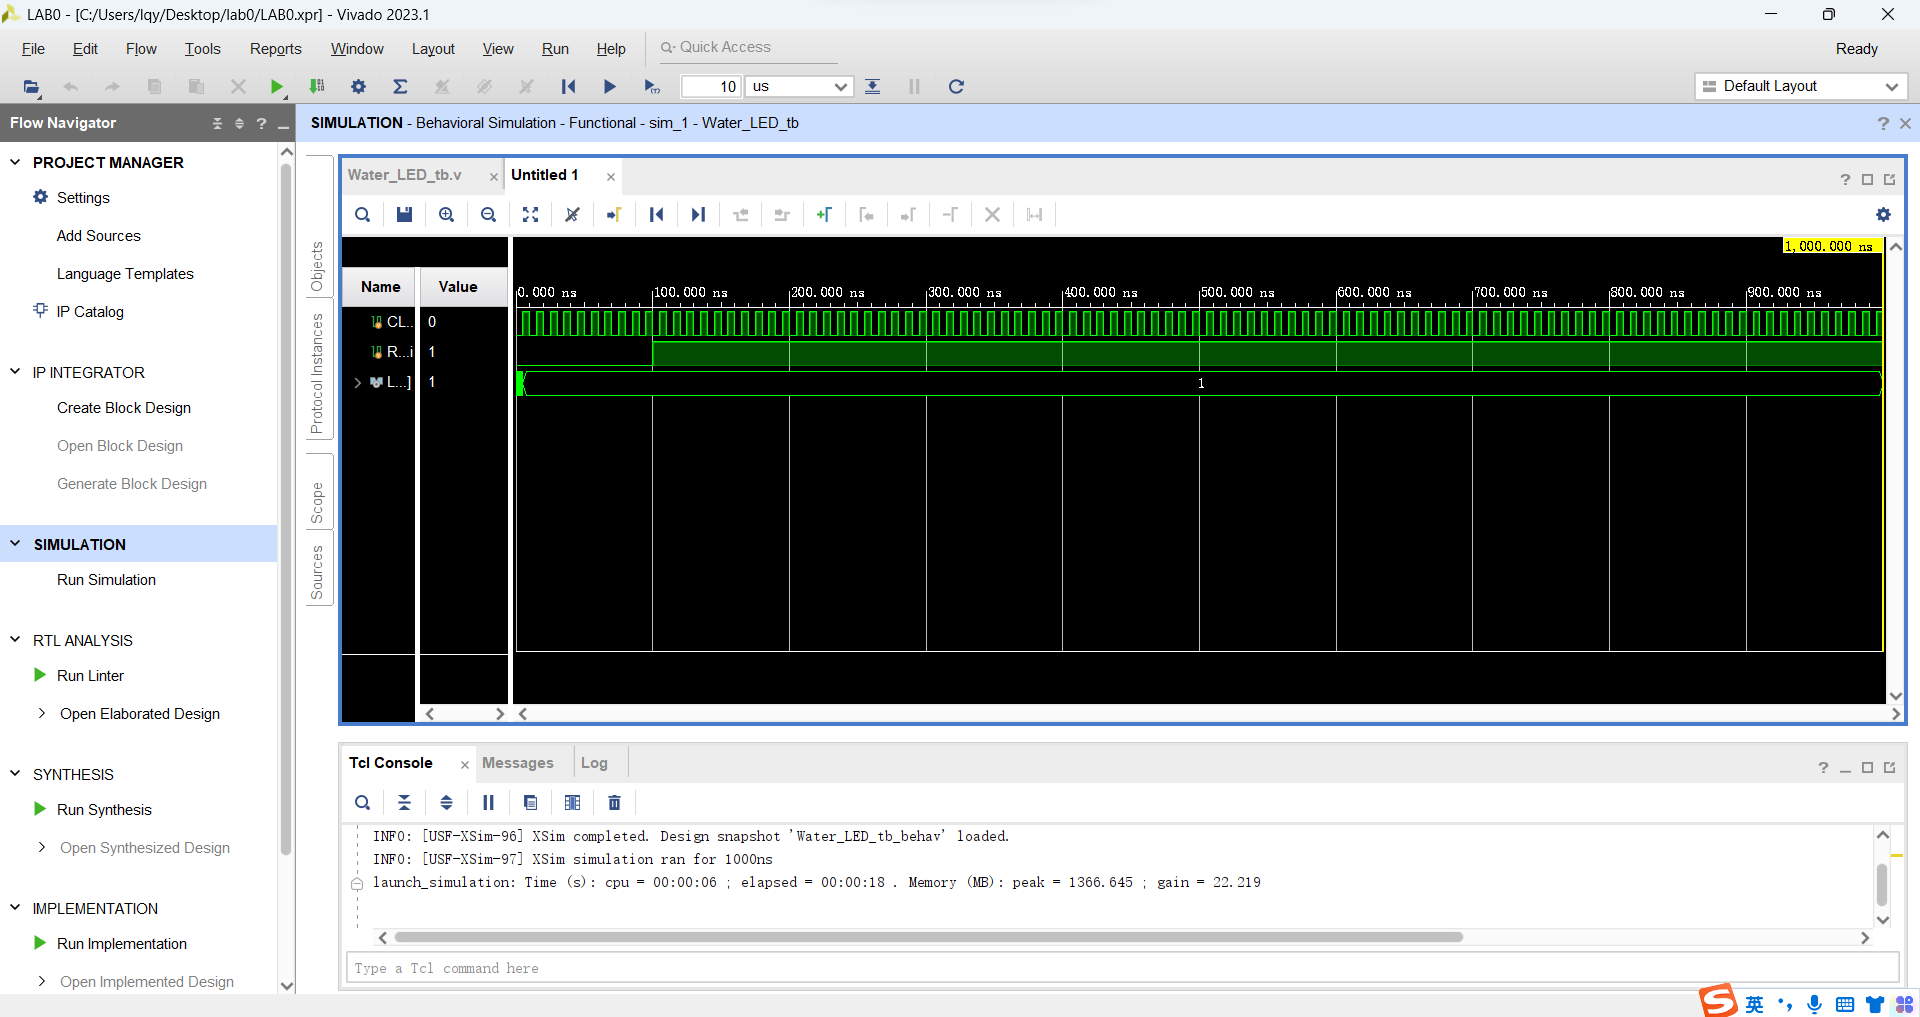 LAB0 - [C:/Users/lqy/Desktop/lab0/LAB0.xpr] - Vivado 2023.1
File Edit Flow Tools Reports Window Layout View Run Help Quick Access
Ready
10 us
Default Layout
Flow Navigator
SIMULATION - Behavioral Simulation - Functional - sim_1 - Water_LED_tb
PROJECT MANAGER
Settings
Add Sources
Language Templates
IP Catalog
IP INTEGRATOR
Create Block Design
Open Block Design
Generate Block Design
SIMULATION
Run Simulation
RTL ANALYSIS
Run Linter
Open Elaborated Design
SYNTHESIS
Run Synthesis
Open Synthesized Design
IMPLEMENTATION
Run Implementation
Open Implemented Design
Objects
Protocol Instances
Scope
Sources
Water_LED_tb.v
Untitled 1
1,000.000 ns
Name Value
0.000 ns 100.000 ns 200.000 ns 300.000 ns 400.000 ns 500.000 ns 600.000 ns 700.000 ns 800.000 ns 900.000 ns
CL.. 0
R...i 1
L...] 1
1
Tcl Console Messages Log
INFO: [USF-XSim-96] XSim completed. Design snapshot 'Water_LED_tb_behav' loaded.
INFO: [USF-XSim-97] XSim simulation ran for 1000ns
launch_simulation: Time (s): cpu = 00:00:06 ; elapsed = 00:00:18 . Memory (MB): peak = 1366.645 ; gain = 22.219
Type a Tcl command here
英